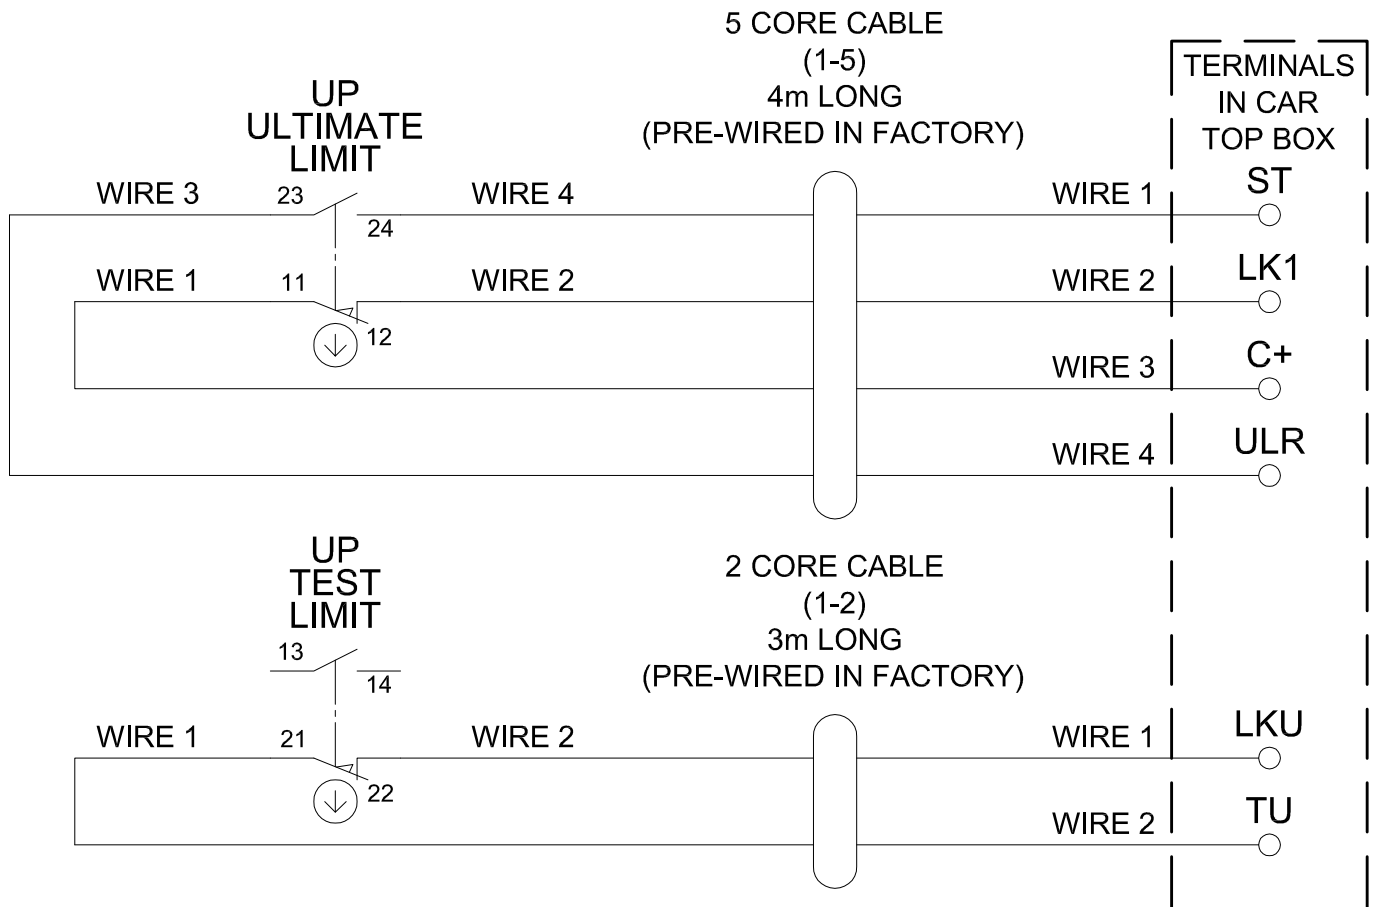 5 CORE CABLE
(1-5)
4m LONG
(PRE-WIRED IN FACTORY)
TERMINALS
IN CAR
TOP BOX
UP
ULTIMATE
LIMIT
WIRE 3 23 24 WIRE 4 WIRE 1 ST
WIRE 1 11 12 WIRE 2 WIRE 2 LK1
WIRE 3 C+
WIRE 4 ULR
UP
TEST
LIMIT
13 14
2 CORE CABLE
(1-2)
3m LONG
(PRE-WIRED IN FACTORY)
WIRE 1 21 22 WIRE 2 WIRE 1 LKU
WIRE 2 TU